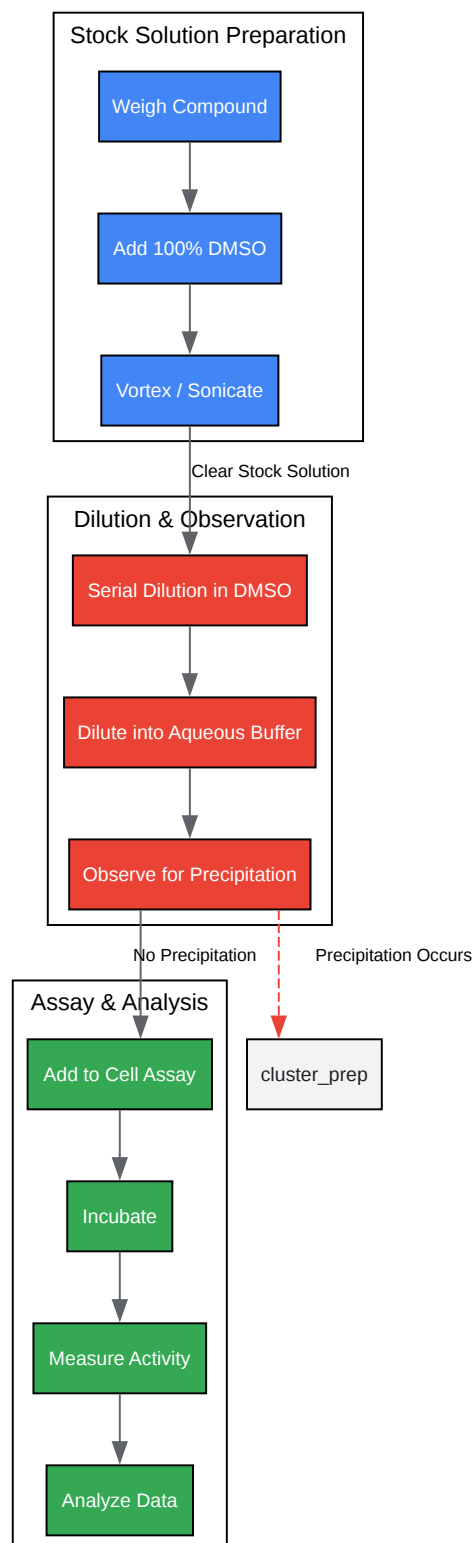 Stock Solution Preparation
Weigh Compound
Add 100% DMSO
Vortex / Sonicate
Clear Stock Solution
Dilution & Observation
Serial Dilution in DMSO
Dilute into Aqueous Buffer
Observe for Precipitation
No Precipitation
Precipitation Occurs
Assay & Analysis
Add to Cell Assay
cluster_prep
Incubate
Measure Activity
Analyze Data